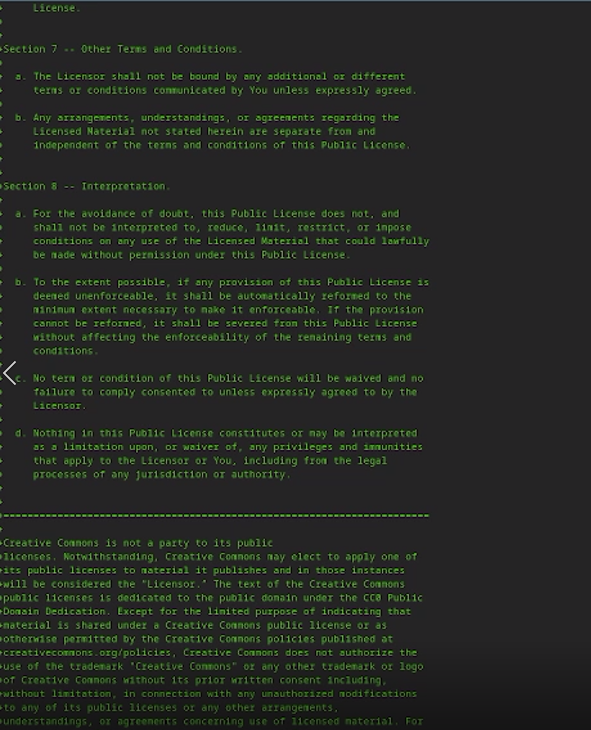 +     License.
+
+
+Section 7 -- Other Terms and Conditions.
+
+  a. The Licensor shall not be bound by any additional or different
+     terms or conditions communicated by You unless expressly agreed.
+
+  b. Any arrangements, understandings, or agreements regarding the
+     Licensed Material not stated herein are separate from and
+     independent of the terms and conditions of this Public License.
+
+
+Section 8 -- Interpretation.
+
+  a. For the avoidance of doubt, this Public License does not, and
+     shall not be interpreted to, reduce, limit, restrict, or impose
+     conditions on any use of the Licensed Material that could lawfully
+     be made without permission under this Public License.
+
+  b. To the extent possible, if any provision of this Public License is
+     deemed unenforceable, it shall be automatically reformed to the
+     minimum extent necessary to make it enforceable. If the provision
+     cannot be reformed, it shall be severed from this Public License
+     without affecting the enforceability of the remaining terms and
+     conditions.
+
+  c. No term or condition of this Public License will be waived and no
+     failure to comply consented to unless expressly agreed to by the
+     Licensor.
+
+  d. Nothing in this Public License constitutes or may be interpreted
+     as a limitation upon, or waiver of, any privileges and immunities
+     that apply to the Licensor or You, including from the legal
+     processes of any jurisdiction or authority.
+
+
+=======================================================================
+
+Creative Commons is not a party to its public
+licenses. Notwithstanding, Creative Commons may elect to apply one of
+its public licenses to material it publishes and in those instances
+will be considered the "Licensor." The text of the Creative Commons
+public licenses is dedicated to the public domain under the CC0 Public
+Domain Dedication. Except for the limited purpose of indicating that
+material is shared under a Creative Commons public license or as
+otherwise permitted by the Creative Commons policies published at
+creativecommons.org/policies, Creative Commons does not authorize the
+use of the trademark "Creative Commons" or any other trademark or logo
+of Creative Commons without its prior written consent including,
+without limitation, in connection with any unauthorized modifications
+to any of its public licenses or any other arrangements,
+understandings, or agreements concerning use of licensed material. For